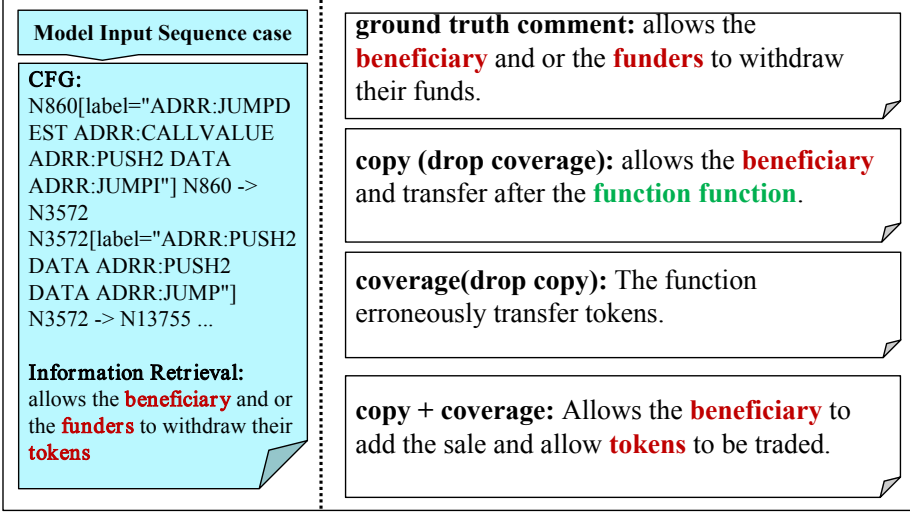 Model Input Sequence case
CFG:
N860[label="ADRR:JUMPD
EST ADRR:CALLVALUE
ADRR:PUSH2 DATA
ADRR:JUMPI"] N860 ->
N3572
N3572[label="ADRR:PUSH2
DATA ADRR:PUSH2
DATA ADRR:JUMP"]
N3572 -> N13755 ...
Information Retrieval:
allows the beneficiary and or
the funders to withdraw their
tokens
ground truth comment: allows the
beneficiary and or the funders to withdraw
their funds.
copy (drop coverage): allows the beneficiary
and transfer after the function function.
coverage(drop copy): The function
erroneously transfer tokens.
copy + coverage: Allows the beneficiary to
add the sale and allow tokens to be traded.